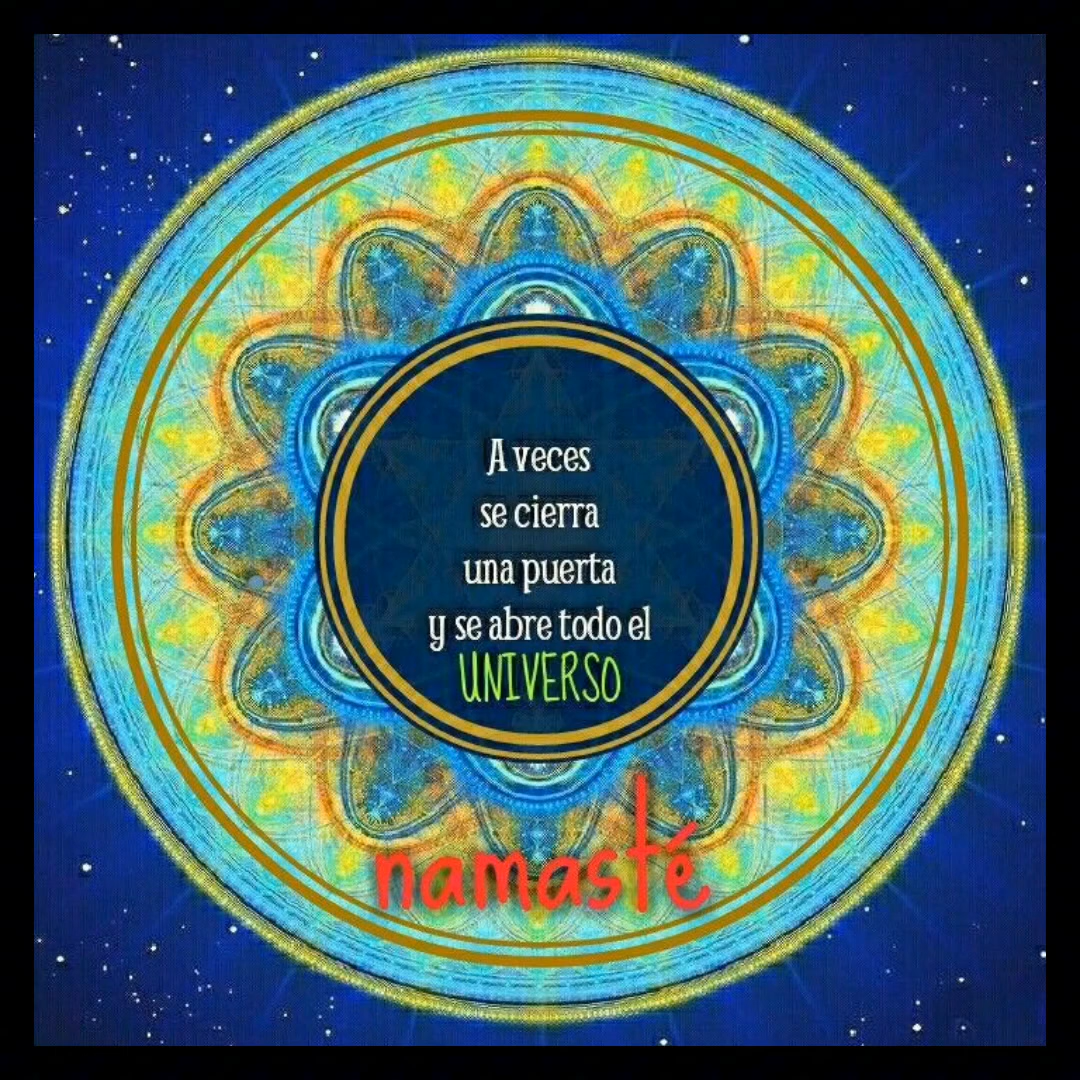 A veces
se cierra
una puerta
y se abre todo el
UNIVERSO
namasté